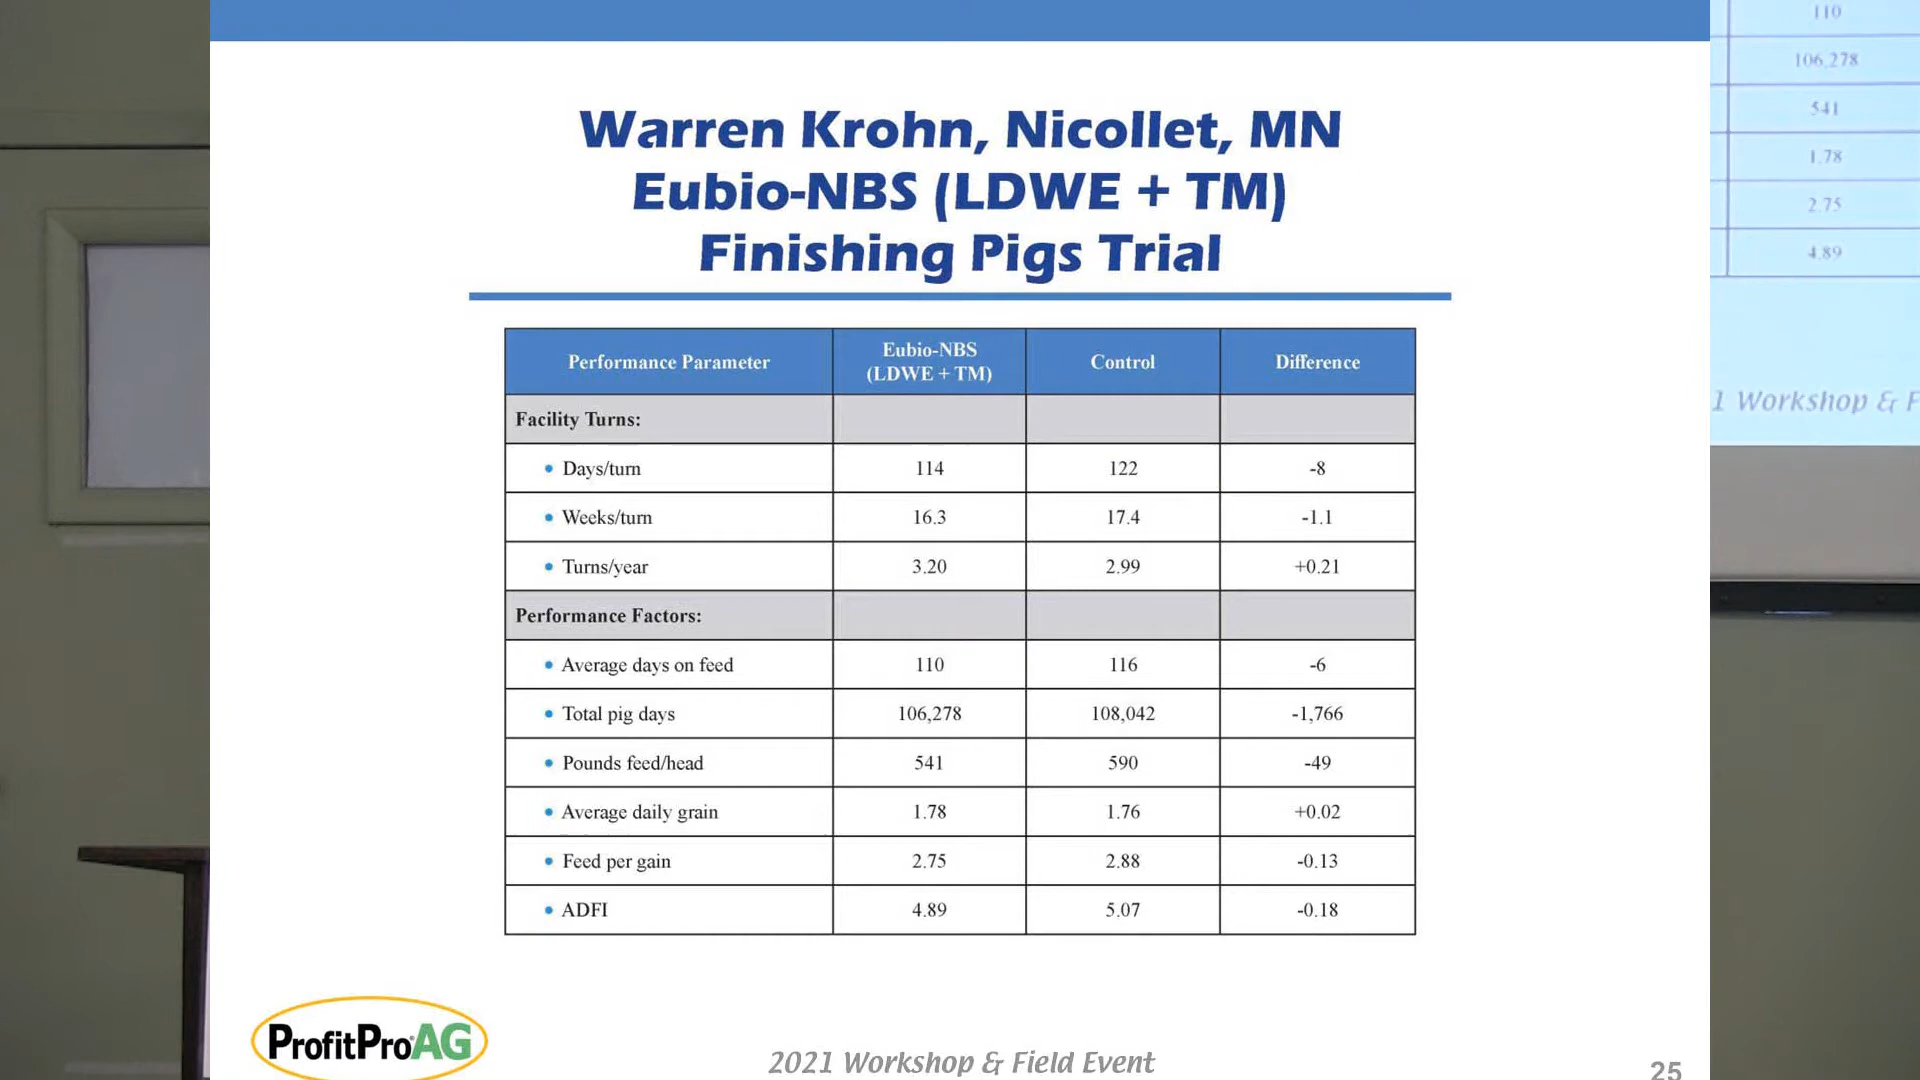 Warren Krohn, Nicollet, MN
Eubio-NBS (LDWE + TM)
Finishing Pigs Trial
Performance Parameter Eubio-NBS (LDWE + TM) Control Difference
Facility Turns:
• Days/turn 114 122 -8
• Weeks/turn 16.3 17.4 -1.1
• Turns/year 3.20 2.99 +0.21
Performance Factors:
• Average days on feed 110 116 -6
• Total pig days 106,278 108,042 -1,766
• Pounds feed/head 541 590 -49
• Average daily grain 1.78 1.76 +0.02
• Feed per gain 2.75 2.88 -0.13
• ADFI 4.89 5.07 -0.18
ProfitProAG
2021 Workshop & Field Event
25
110
106,278
541
1.78
2.75
4.89
1 Workshop & F